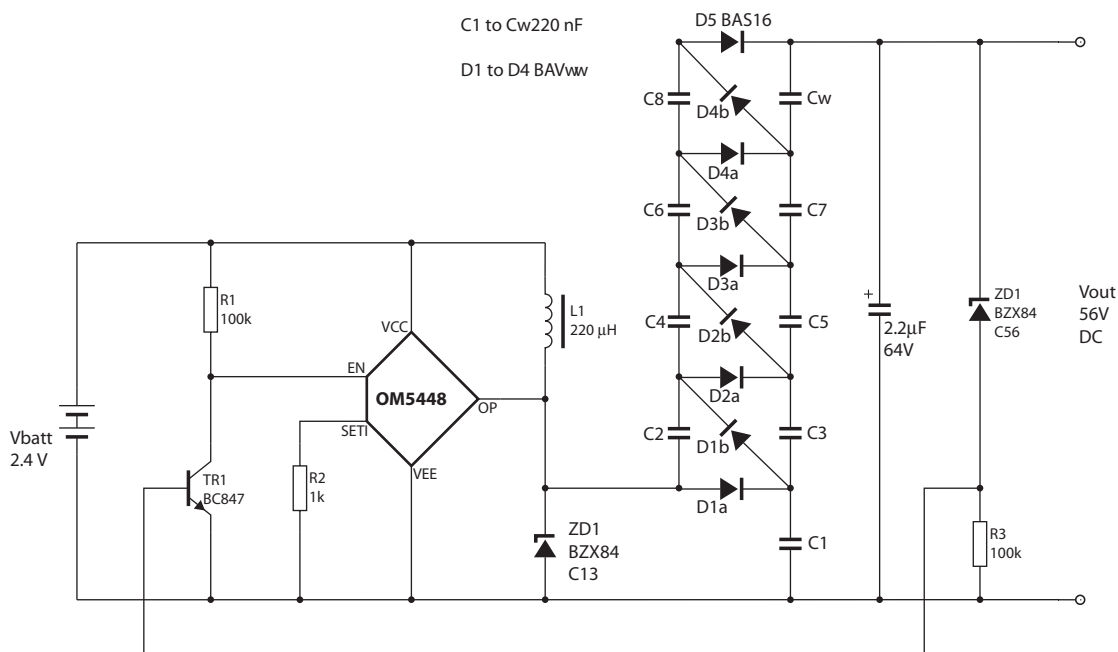 D5 BAS16
C1 to Cw220 nF
D1 to D4 BAVww
C8
D4b
Cw
D4a
C6
D3b
C7
D3a
R1
100k
L1
220 µH
VCC
C4
D2b
C5
2.2µF
64V
ZD1
BZX84
C56
Vout
56V
DC
EN
OM5448
OP
D2a
SETI
Vbatt
2.4 V
C2
D1b
C3
VEE
TR1
BC847
R2
1k
D1a
ZD1
BZX84
C13
C1
R3
100k
+